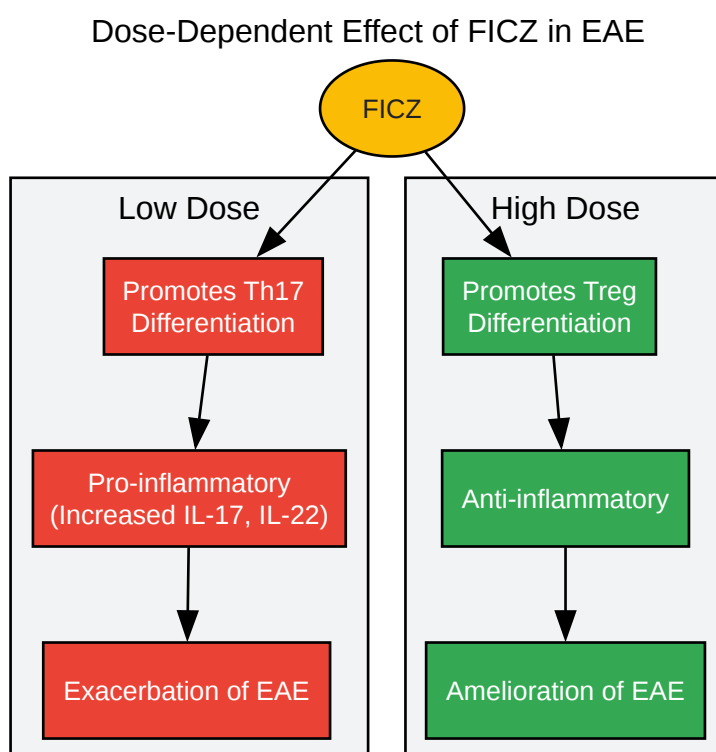 Dose-Dependent Effect of FICZ in EAE
FICZ
Low Dose
Promotes Th17
Differentiation
Pro-inflammatory
(Increased IL-17, IL-22)
Exacerbation of EAE
High Dose
Promotes Treg
Differentiation
Anti-inflammatory
Amelioration of EAE